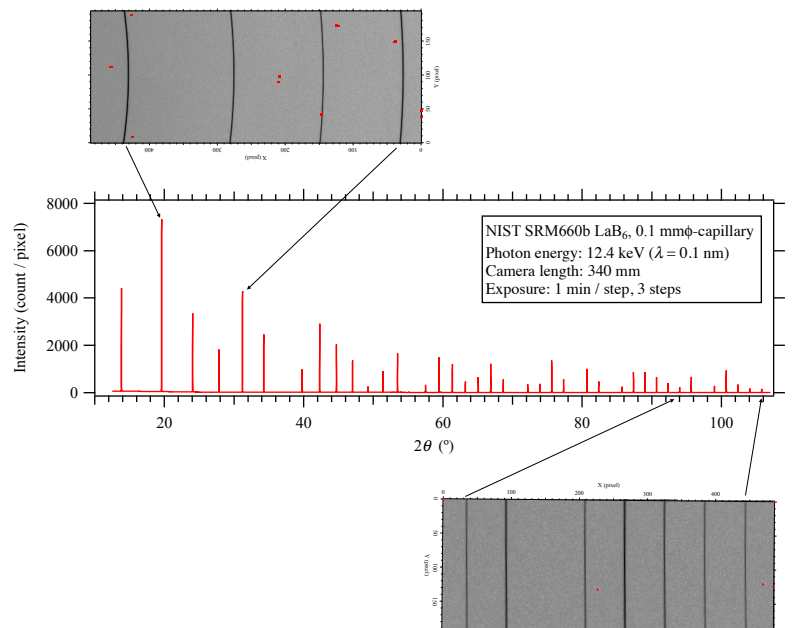 150
100
50
0
Y (pixel)
400
300
200
100
0
X (pixel)
8000
6000
4000
2000
0
Intensity (count / pixel)
NIST SRM660b LaB₆, 0.1 mmϕ-capillary
Photon energy: 12.4 keV (λ = 0.1 nm)
Camera length: 340 mm
Exposure: 1 min / step, 3 steps
20
40
60
80
100
2θ (º)
X (pixel)
0
100
200
300
400
0
50
100
150
Y (pixel)